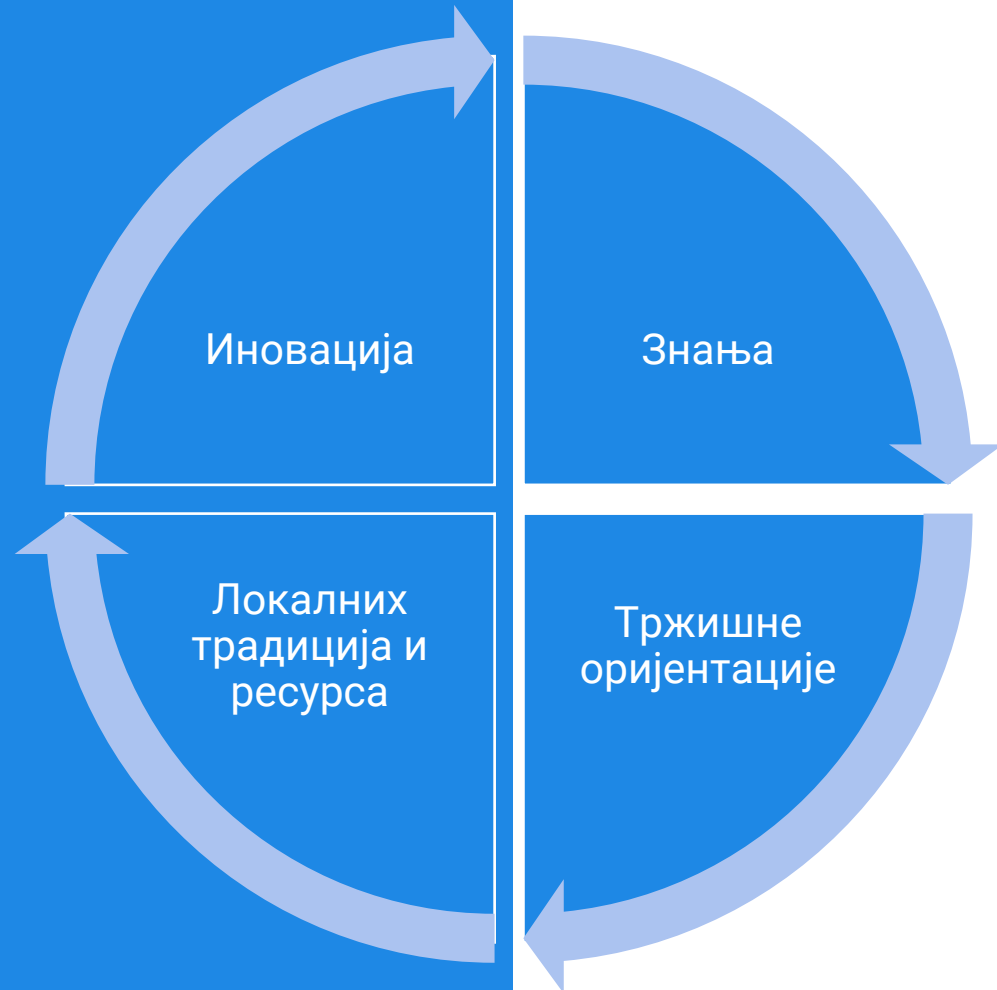 Иновација
Знања
Локалних
традиција и
ресурса
Тржишне
оријентације